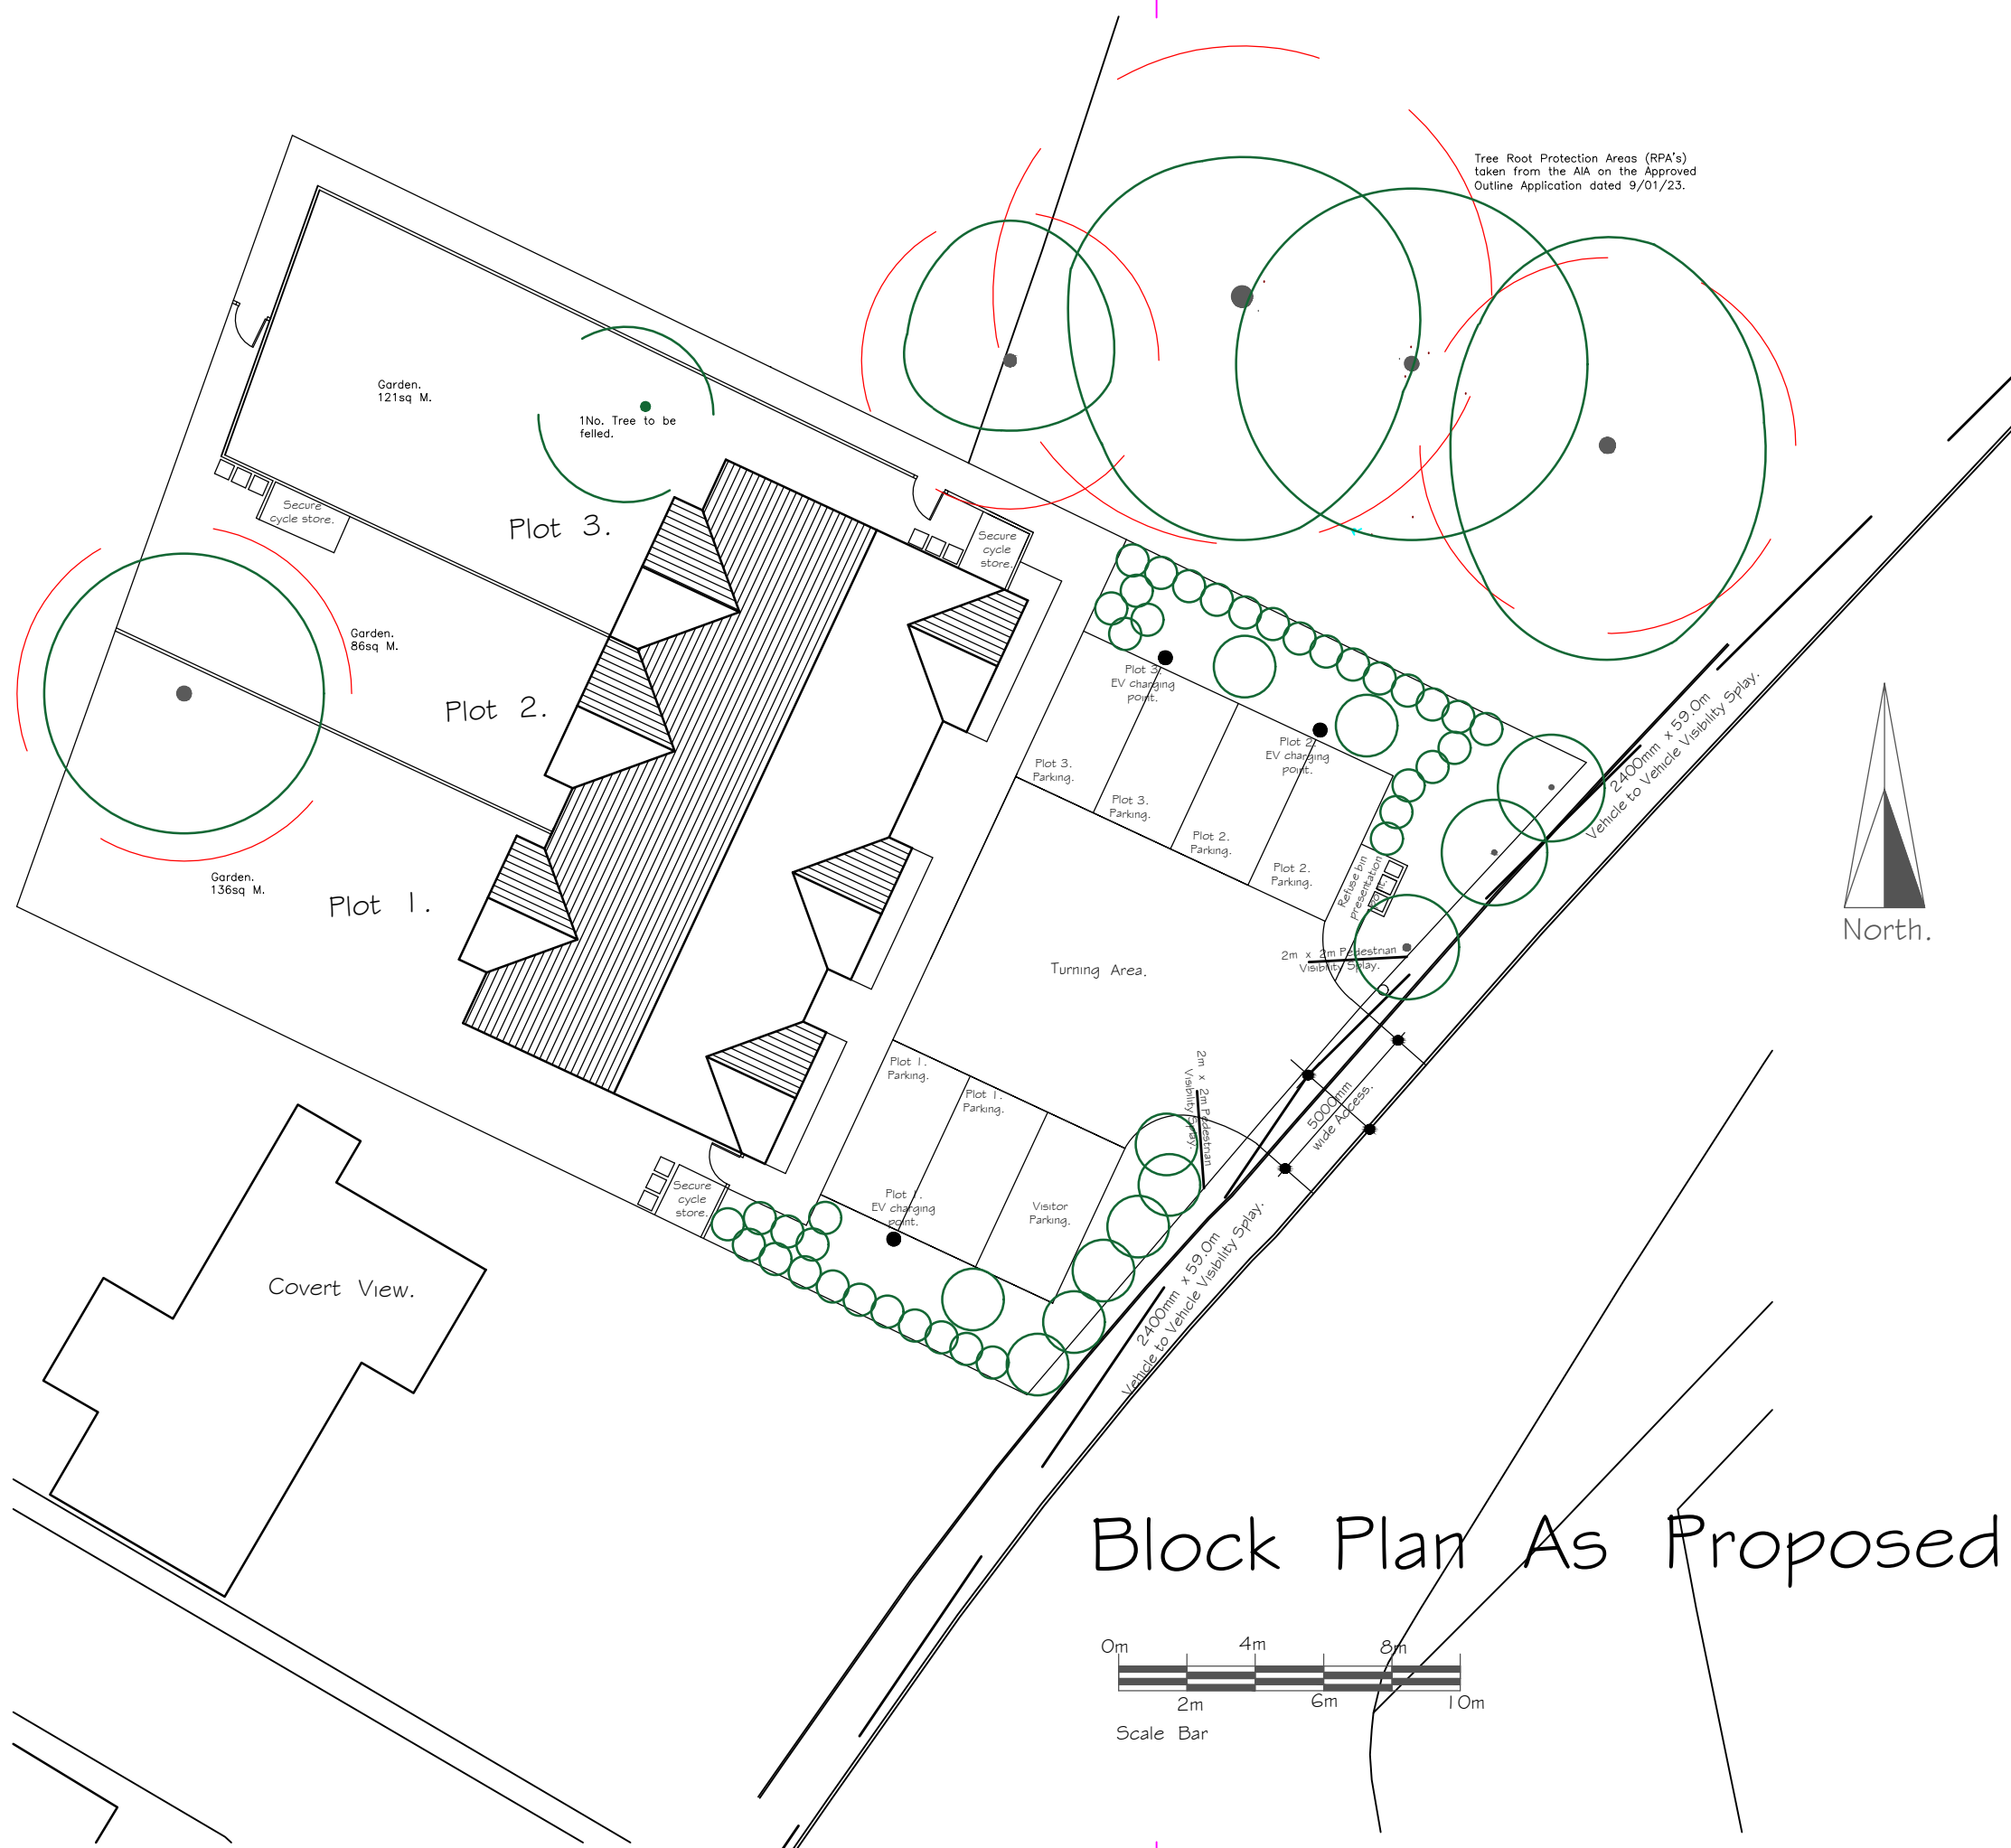 Tree Root Protection Areas (RPA's)
taken from the AIA on the Approved
Outline Application dated 9/01/23.
Garden.
121sq M.
1No. Tree to be
felled.
Secure
cycle store.
Plot 3.
Secure
cycle
store.
Garden.
86sq M.
Plot 2.
Plot 3.
EV charging
point.
Plot 2.
EV charging
point.
Plot 3.
Parking.
Plot 3.
Parking.
Plot 2.
Parking.
Plot 2.
Parking.
2400mm x 59.0m
Vehicle to Vehicle Visibility Splay.
Garden.
136sq M.
Plot 1.
Refuse bin
presentation
point.
North.
2m x 2m Pedestrian
Visibility Splay.
Turning Area.
Plot 1.
Parking.
Plot 1.
Parking.
2m x 2m Pedestrian
Visibility Splay.
5000mm
wide Access.
Secure
cycle
store.
Plot 1.
EV charging
point.
Visitor
Parking.
2400mm x 59.0m
Vehicle to Vehicle Visibility Splay.
Covert View.
Block Plan As Proposed
0m
4m
8m
2m
6m
10m
Scale Bar